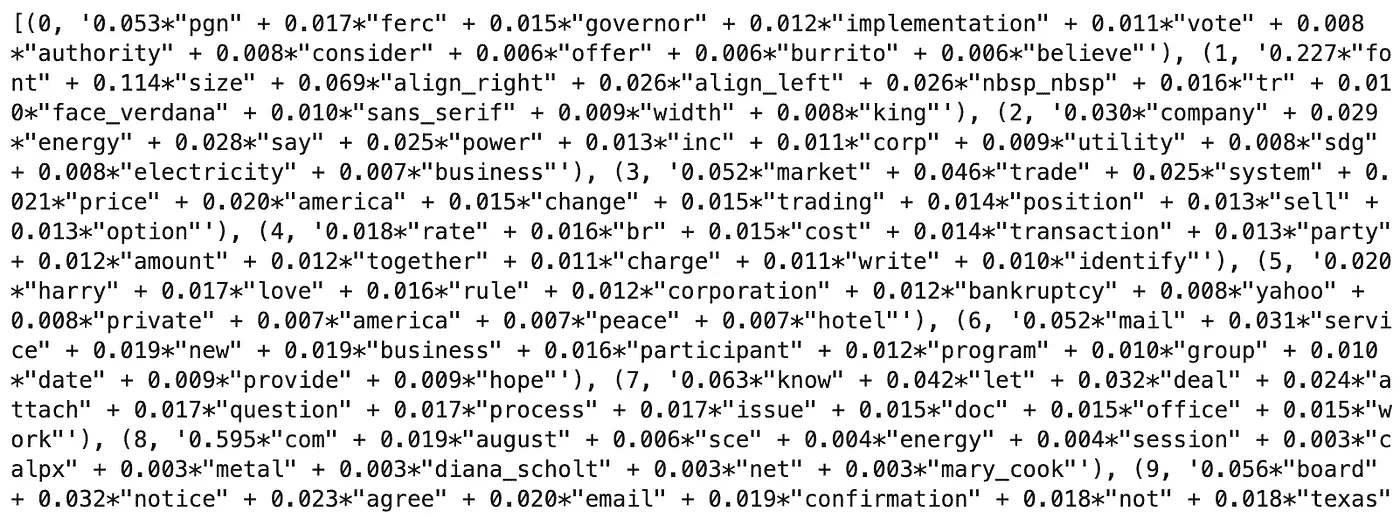 [(0, '0.053*"pgn" + 0.017*"ferc" + 0.015*"governor" + 0.012*"implementation" + 0.011*"vote" + 0.008
*"authority" + 0.008*"consider" + 0.006*"offer" + 0.006*"burrito" + 0.006*"believe"'), (1, '0.227*"fo
nt" + 0.114*"size" + 0.069*"align_right" + 0.026*"align_left" + 0.026*"nbsp_nbsp" + 0.016*"tr" + 0.01
0*"face_verdana" + 0.010*"sans_serif" + 0.009*"width" + 0.008*"king"'), (2, '0.030*"company" + 0.029
*"energy" + 0.028*"say" + 0.025*"power" + 0.013*"inc" + 0.011*"corp" + 0.009*"utility" + 0.008*"sdg"
+ 0.008*"electricity" + 0.007*"business"'), (3, '0.052*"market" + 0.046*"trade" + 0.025*"system" + 0.
021*"price" + 0.020*"america" + 0.015*"change" + 0.015*"trading" + 0.014*"position" + 0.013*"sell" +
0.013*"option"'), (4, '0.018*"rate" + 0.016*"br" + 0.015*"cost" + 0.014*"transaction" + 0.013*"party"
+ 0.012*"amount" + 0.012*"together" + 0.011*"charge" + 0.011*"write" + 0.010*"identify"'), (5, '0.020
*"harry" + 0.017*"love" + 0.016*"rule" + 0.012*"corporation" + 0.012*"bankruptcy" + 0.008*"yahoo" +
0.008*"private" + 0.007*"america" + 0.007*"peace" + 0.007*"hotel"'), (6, '0.052*"mail" + 0.031*"servi
ce" + 0.019*"new" + 0.019*"business" + 0.016*"participant" + 0.012*"program" + 0.010*"group" + 0.010
*"date" + 0.009*"provide" + 0.009*"hope"'), (7, '0.063*"know" + 0.042*"let" + 0.032*"deal" + 0.024*"a
ttach" + 0.017*"question" + 0.017*"process" + 0.017*"issue" + 0.015*"doc" + 0.015*"office" + 0.015*"w
ork"'), (8, '0.595*"com" + 0.019*"august" + 0.006*"sce" + 0.004*"energy" + 0.004*"session" + 0.003*"c
alpx" + 0.003*"metal" + 0.003*"diana_scholt" + 0.003*"net" + 0.003*"mary_cook"'), (9, '0.056*"board"
+ 0.032*"notice" + 0.023*"agree" + 0.020*"email" + 0.019*"confirmation" + 0.018*"not" + 0.018*"texas"